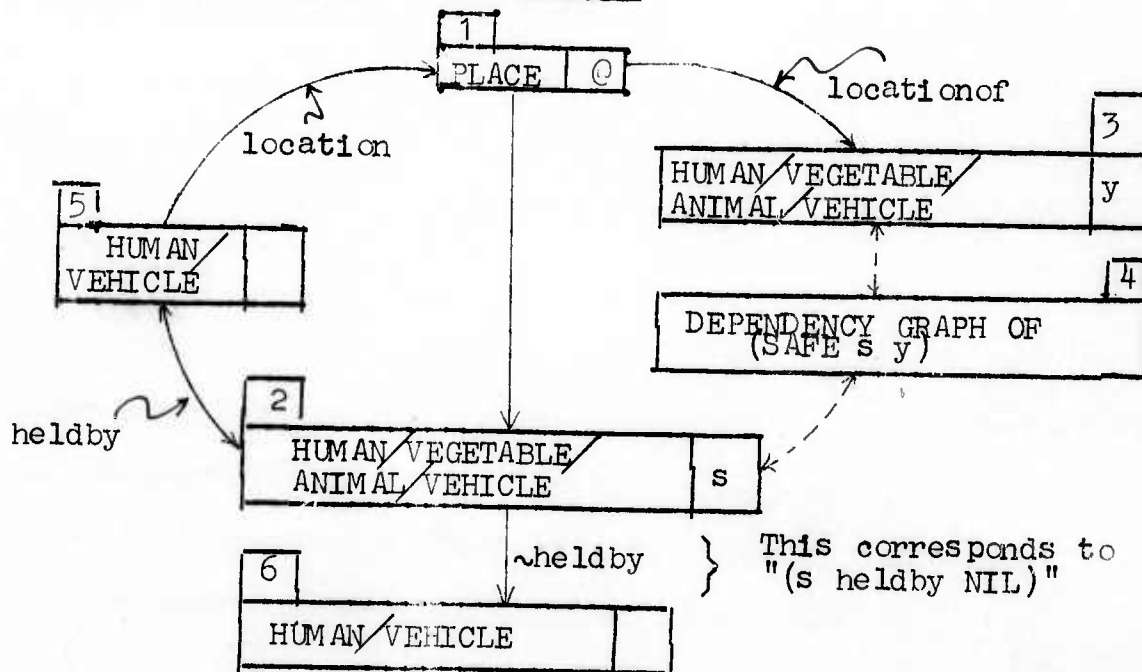 1
PLACE @
locationof
location
3
HUMAN/VEGETABLE/
ANIMAL/VEHICLE
y
5
HUMAN/
VEHICLE
4
DEPENDENCY GRAPH OF
(SAFE s y)
heldby
2
HUMAN/VEGETABLE/
ANIMAL/VEHICLE
s
~heldby
} This corresponds to
"(s heldby NIL)"
6
HUMAN/VEHICLE